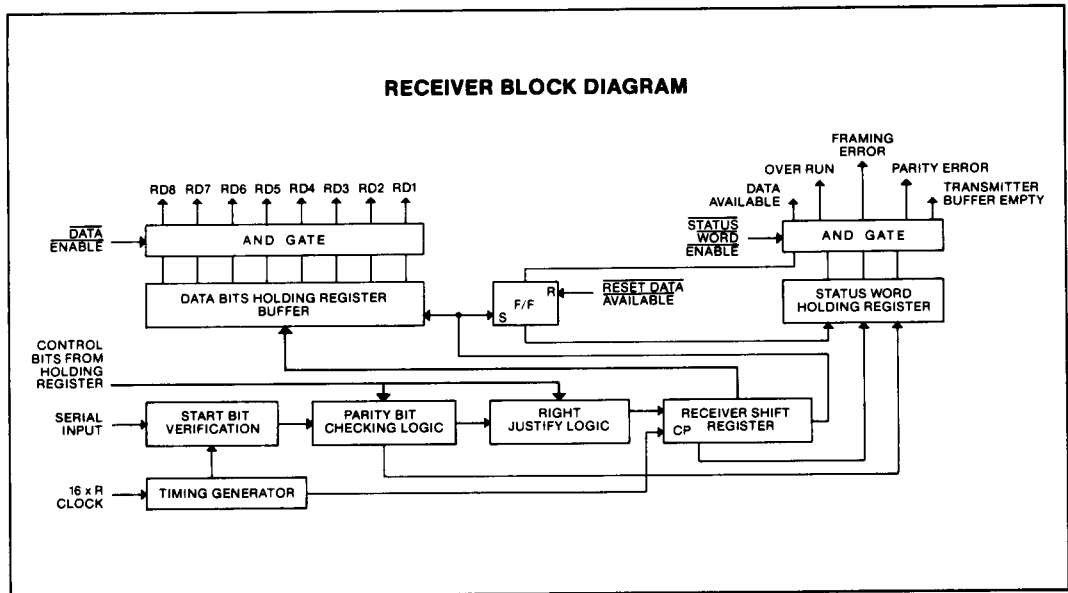 RECEIVER BLOCK DIAGRAM
FRAMING
ERROR
OVER RUN
PARITY ERROR
DATA
AVAILABLE
TRANSMITTER
BUFFER EMPTY
RD8 RD7 RD6 RD5 RD4 RD3 RD2 RD1
DATA
ENABLE
AND GATE
STATUS
WORD
ENABLE
AND GATE
DATA BITS HOLDING REGISTER
BUFFER
F/F
R
S
RESET DATA
AVAILABLE
STATUS WORD
HOLDING REGISTER
CONTROL
BITS FROM
HOLDING
REGISTER
SERIAL
INPUT
START BIT
VERIFICATION
PARITY BIT
CHECKING LOGIC
RIGHT
JUSTIFY LOGIC
RECEIVER SHIFT
REGISTER
CP
16 x R
CLOCK
TIMING GENERATOR